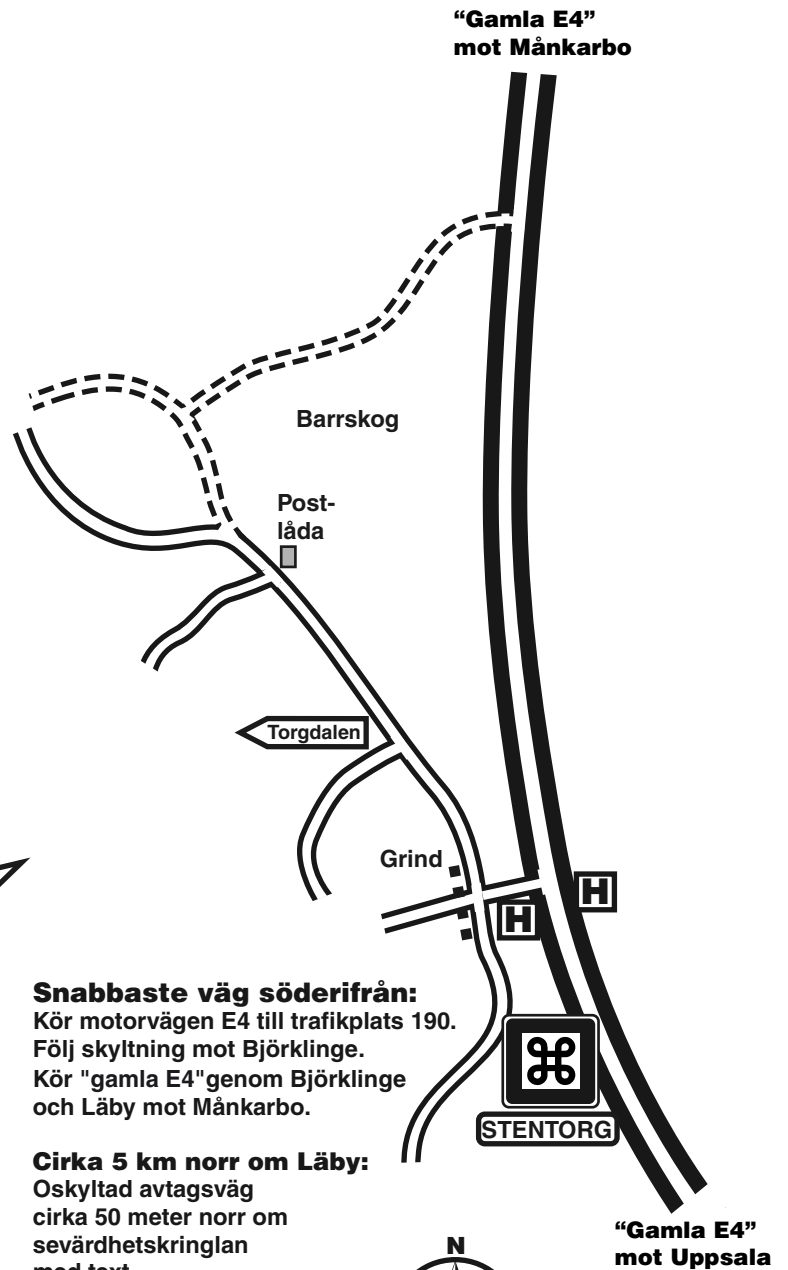 “Gamla E4”
mot Månkarbo
Barrskog
Post-
låda
Torgdalen
Grind
H
H
Snabbaste väg söderifrån:
Kör motorvägen E4 till trafikplats 190.
Följ skyltning mot Björklinge.
Kör "gamla E4"genom Björklinge
och Läby mot Månkarbo.
STENTORG
Cirka 5 km norr om Läby:
Oskyltad avtagsväg
cirka 50 meter norr om
sevärdhetskringlan
med text
N
“Gamla E4”
mot Uppsala